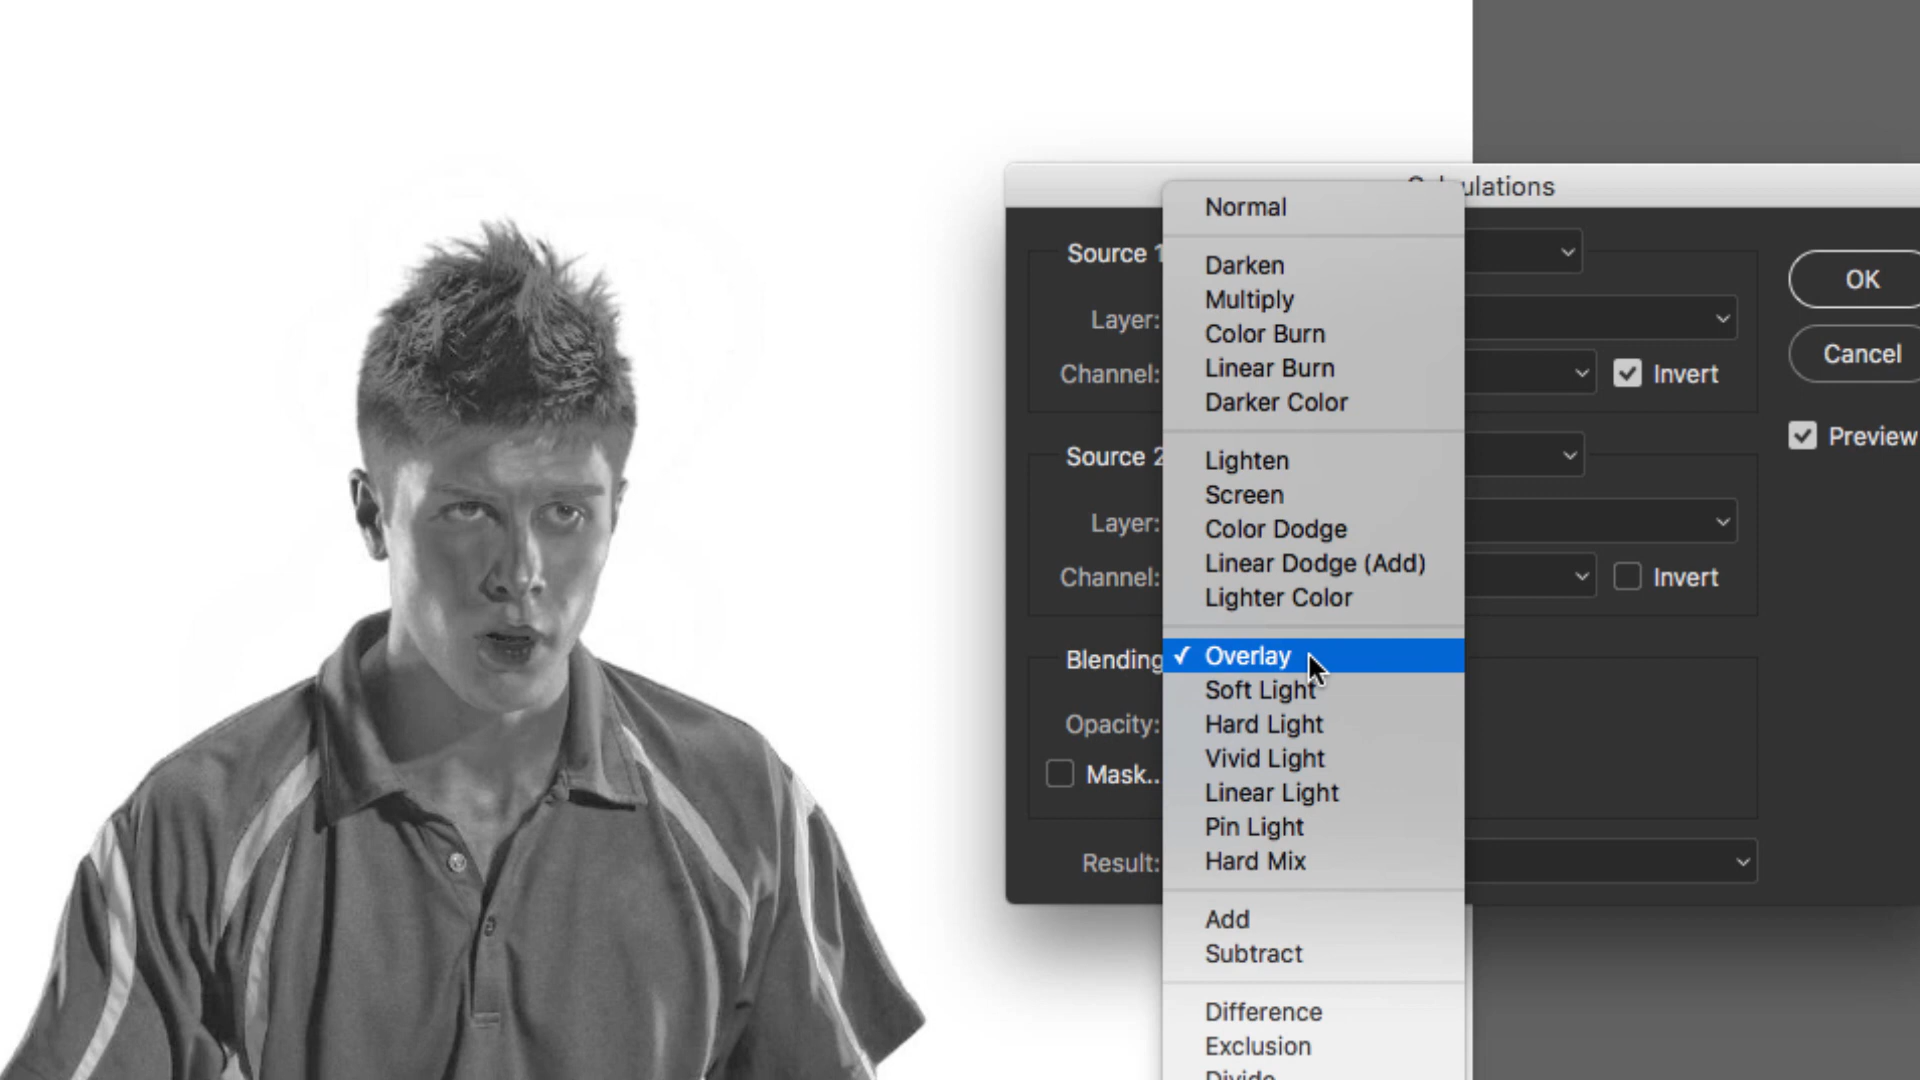 Calculations
Normal
Source 1
Darken
OK
Multiply
Layer:
Color Burn
Cancel
Linear Burn
Channel:
Invert
Darker Color
Preview
Source 2
Lighten
Screen
Layer:
Color Dodge
Linear Dodge (Add)
Channel:
Invert
Lighter Color
Blending
✓ Overlay
Soft Light
Opacity:
Hard Light
Vivid Light
Mask..
Linear Light
Pin Light
Result:
Hard Mix
Add
Subtract
Difference
Exclusion
Divide